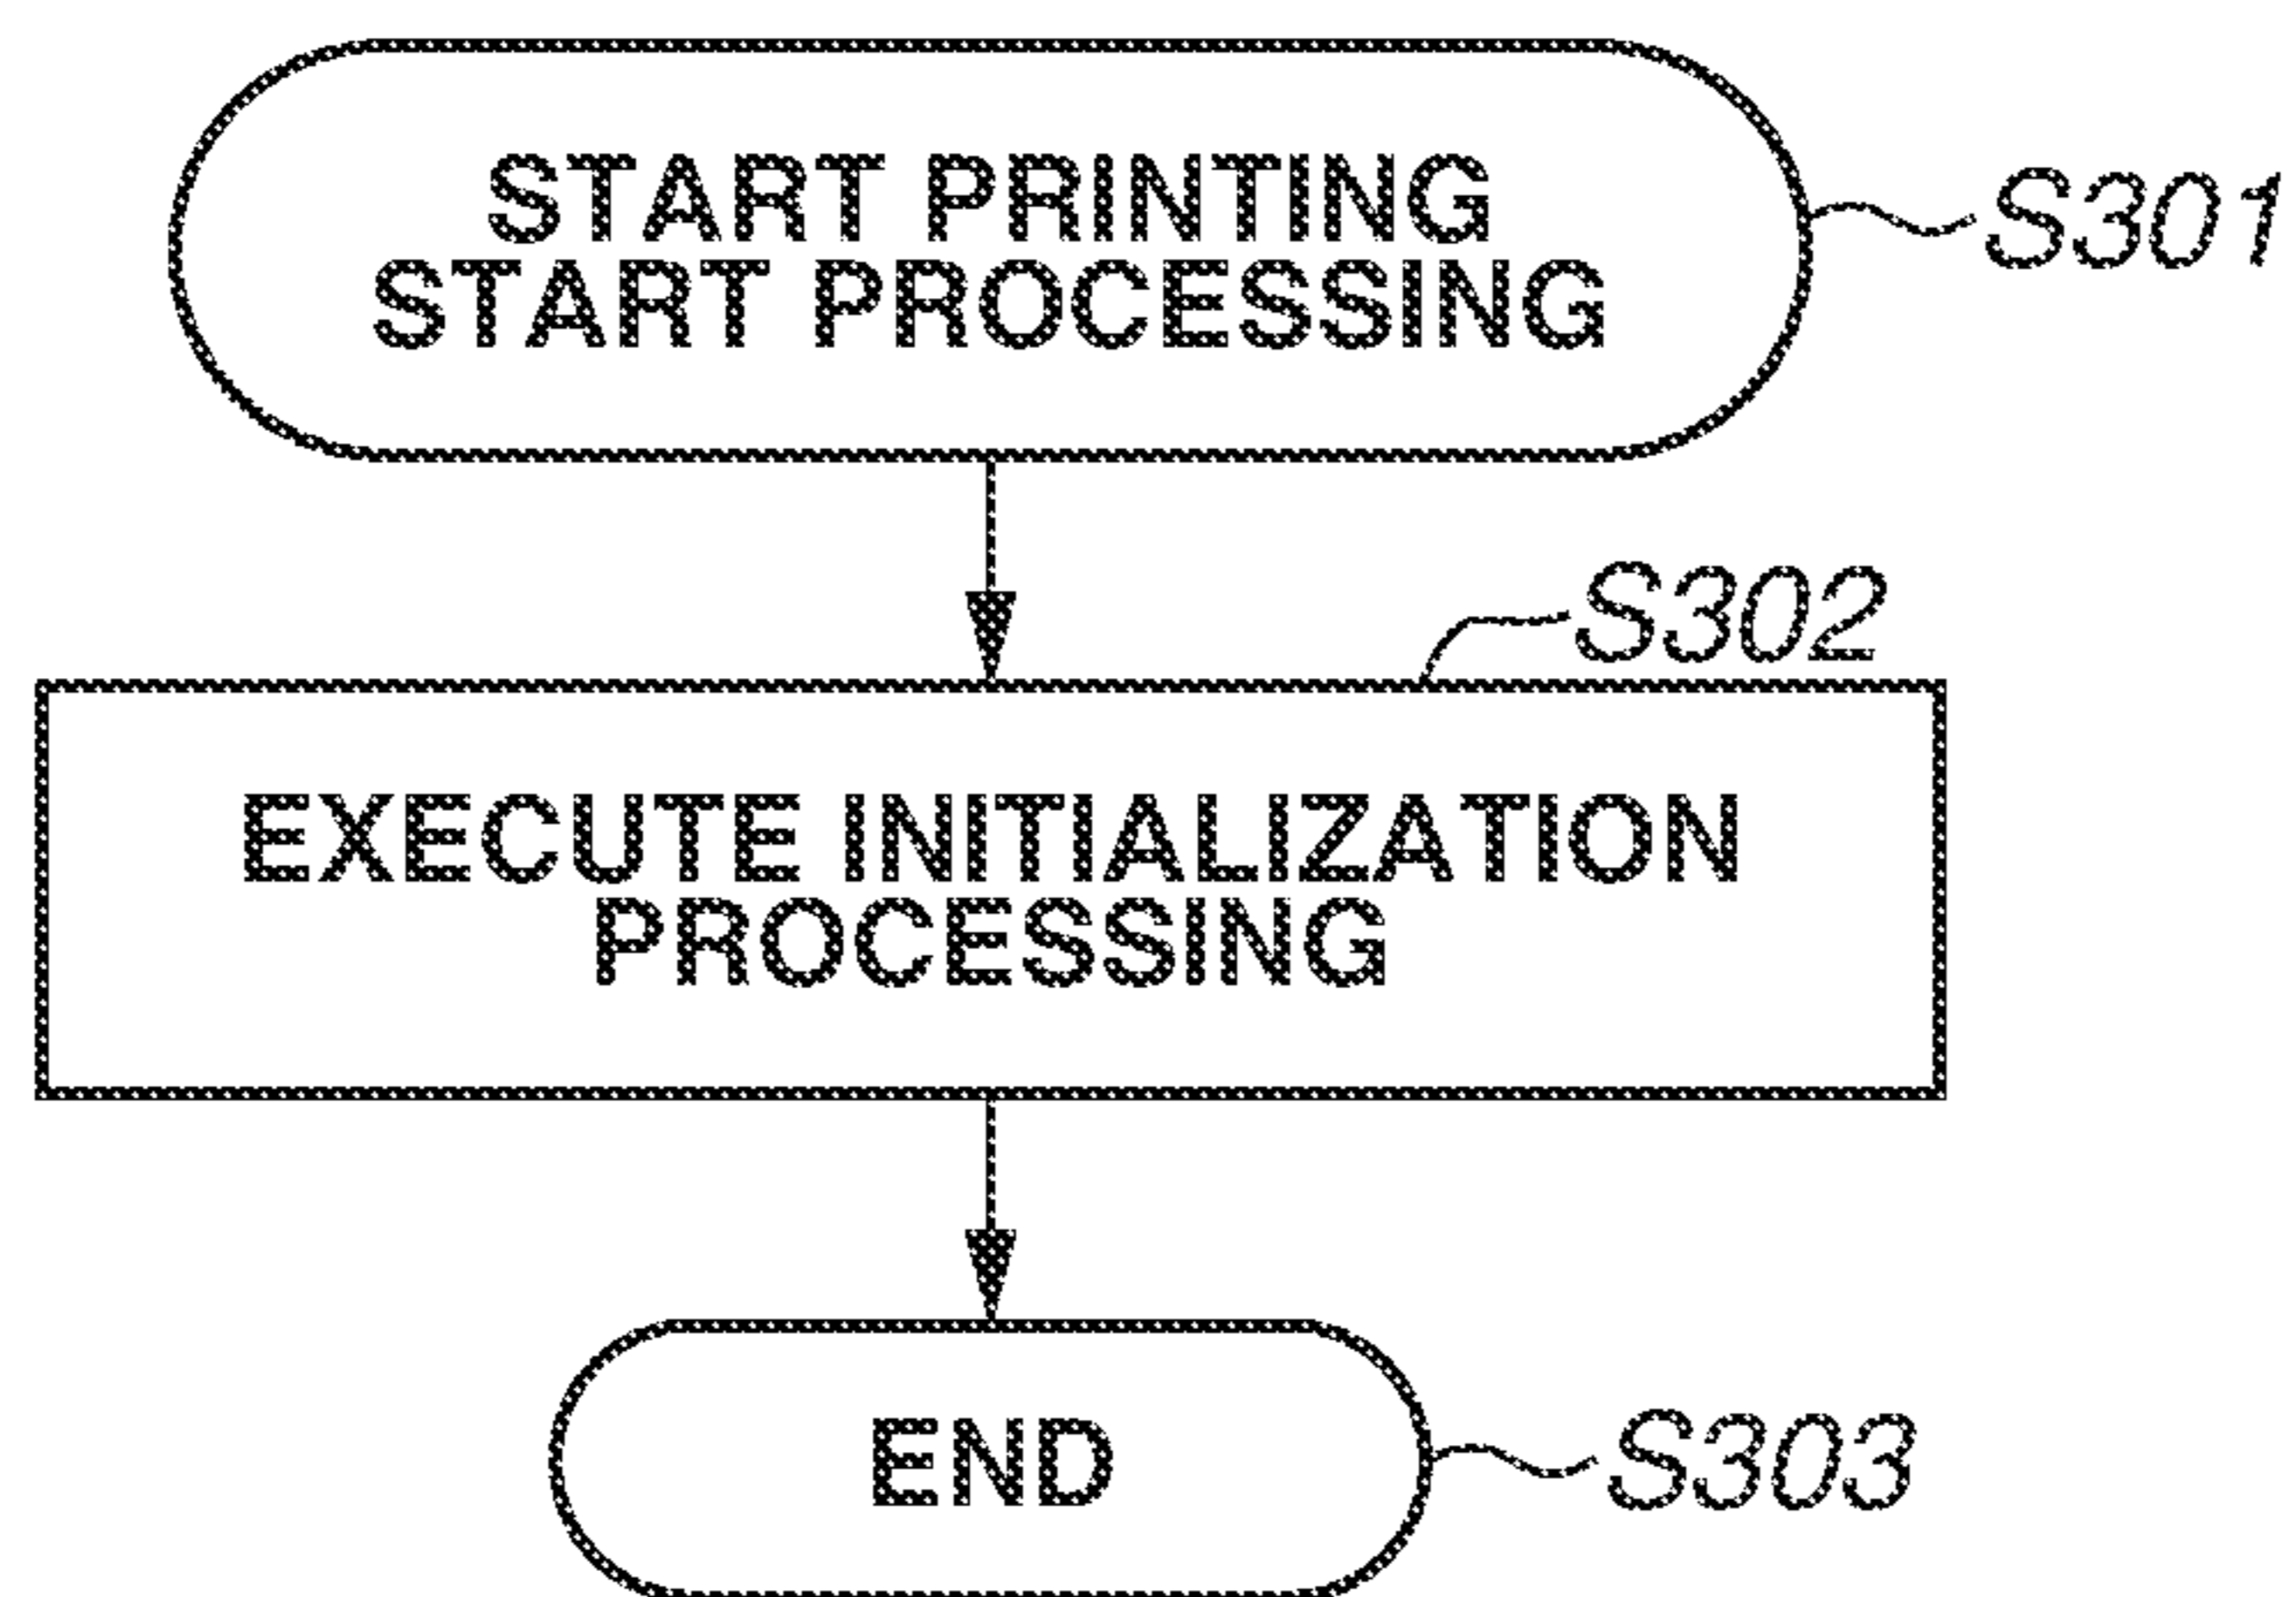 START PRINTING
START PROCESSING
S301
S302
EXECUTE INITIALIZATION
PROCESSING
END
S303